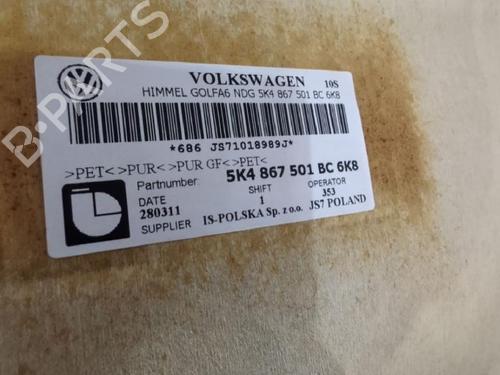 VOLKSWAGEN 10S
HIMMEL GOLFA6 NDG 5K4 867 501 BC 6K8
*686 JS71018989J*
>PET< >PUR< >PUR GF< >PET<
Partnumber: 5K4 867 501 BC 6K8
DATE SHIFT OPERATOR
280311 1 353
SUPPLIER IS-POLSKA Sp. z o.o. JS7 POLAND
B-PARTS